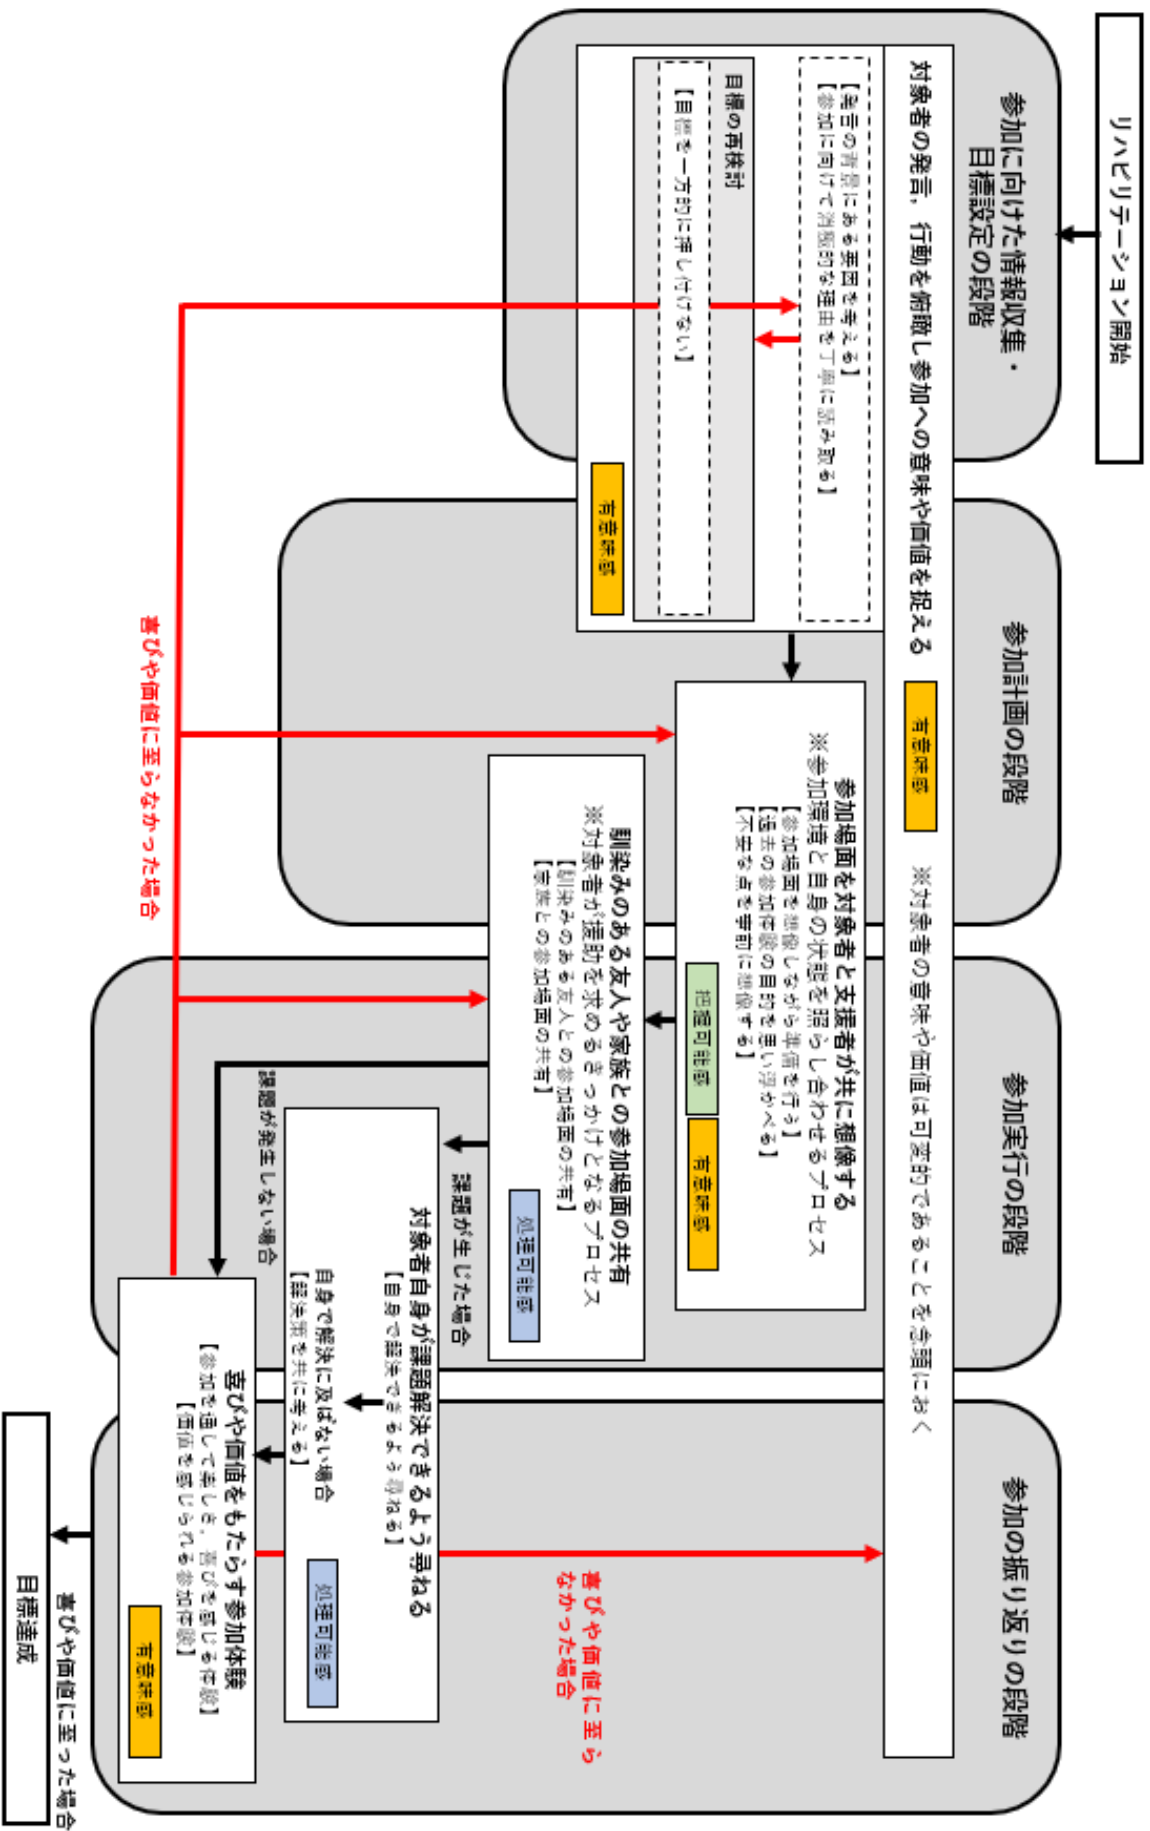 リハビリテーション開始
参加に向けた情報収集・
目標設定の段階
参加計画の段階
参加実行の段階
参加の振り返りの段階
対象者の発言，行動を俯瞰し参加への意味や価値を捉える
有意味感
※対象者の意味や価値は可変的であることを念頭におく
【発言の背景にある要因を考える】
【参加に向けて消極的な理由を丁寧に読み取る】
目標の再検討
【目標を一方的に押し付けない】
有意味感
参加場面を対象者と支援者が共に想像する
※参加環境と自身の状態を照らし合わせるプロセス
【参加場面を想像しながら準備を行う】
【過去の参加体験の目的を思い浮かべる】
【不安な点を事前に想像する】
把握可能感
有意味感
馴染みのある友人や家族との参加場面の共有
※対象者が援助を求めるきっかけとなるプロセス
【馴染みのある友人との参加場面の共有】
【家族との参加場面の共有】
処理可能感
課題が生じた場合
対象者自身が課題解決できるよう尋ねる
【自身で解決できるよう尋ねる】
自身で解決に及ばない場合
【解決策を共に考える】
処理可能感
課題が発生しない場合
喜びや価値をもたらす参加体験
【参加を通して楽しさ，喜びを感じる体験】
【価値を感じられる参加体験】
有意味感
喜びや価値に至ら
なかった場合
喜びや価値に至らなかった場合
喜びや価値に至った場合
目標達成